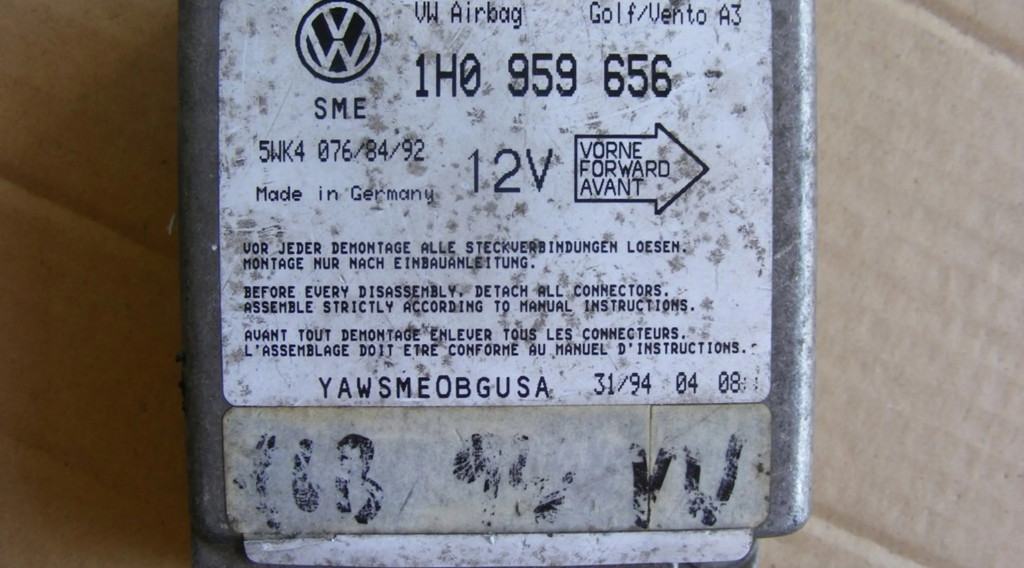 VW Airbag Golf/Vento A3
1H0 959 656
SME
5WK4 076/84/92
12V
VORNE
FORWARD
AVANT
Made in Germany
VOR JEDER DEMONTAGE ALLE STECKVERBINDUNGEN LOESEN.
MONTAGE NUR NACH EINBAUANLEITUNG.
BEFORE EVERY DISASSEMBLY, DETACH ALL CONNECTORS.
ASSEMBLE STRICTLY ACCORDING TO MANUAL INSTRUCTIONS.
AVANT TOUT DEMONTAGE ENLEVER TOUS LES CONNECTEURS.
L'ASSEMBLAGE DOIT ETRE CONFORME AU MANUEL D'INSTRUCTIONS.
YAWSMEOBGUSA 31/94 04 08